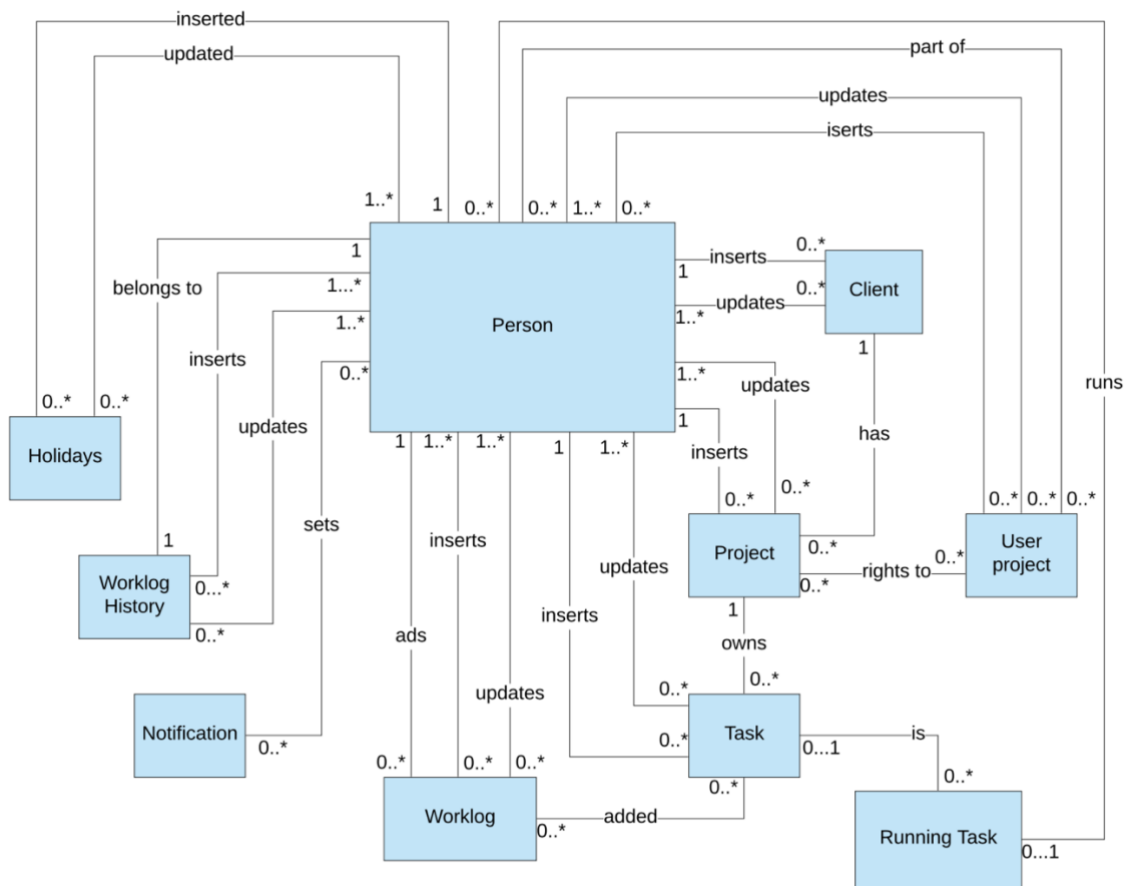 inserted
part of
updated
updates
iserts
1..*
1
0..*
0..*
1..*
0..*
0..*
inserts
1
1
belongs to
1...*
0..*
Client
updates
1..*
1..*
Person
1
inserts
0..*
1..*
updates
runs
0..*
0..*
updates
1
has
Holidays
1
1..*
1..*
1
1..*
inserts
0..*
0..*
0..*
0..*
0..*
sets
1
inserts
Project
0..*
User
project
0..*
rights to
0..*
updates
Worklog
History
0...*
1
inserts
0..*
ads
owns
updates
0..*
0..*
Notification
0..*
0..*
Task
0...1
is
0..*
0..*
0..*
0..*
0..*
Worklog
0..*
added
Running Task
0...1